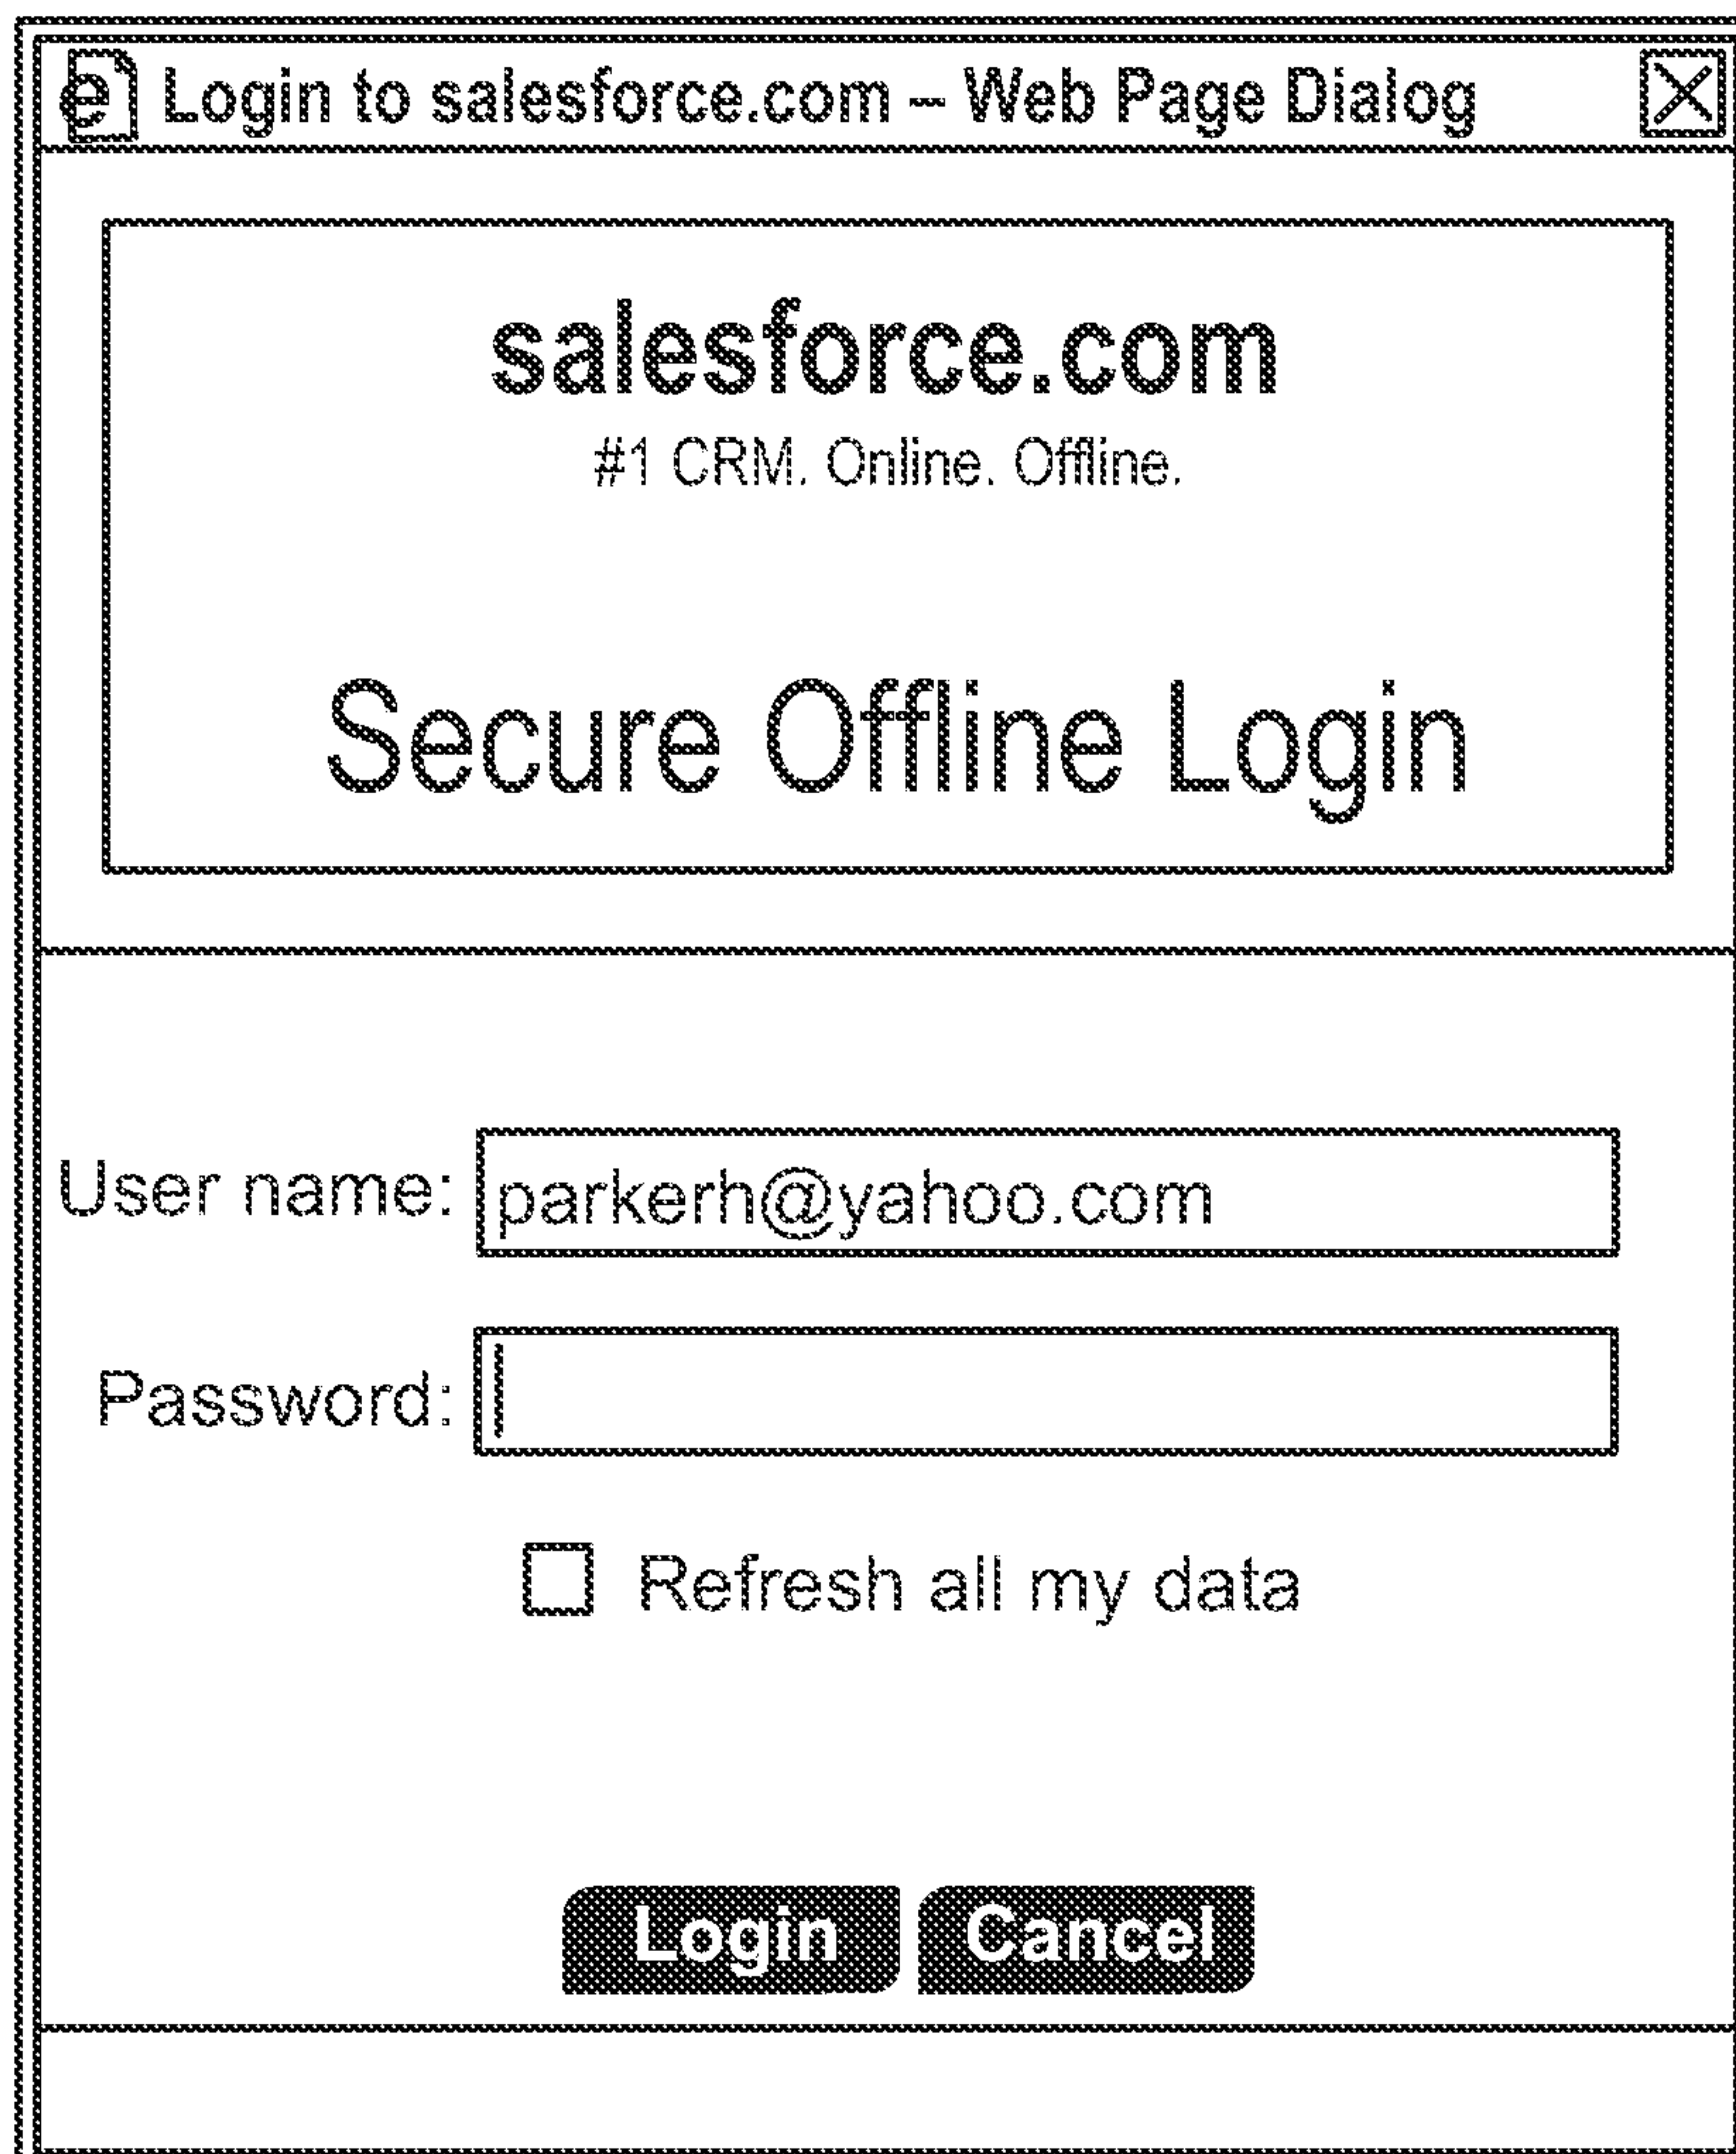 Login to salesforce.com – Web Page Dialog
salesforce.com
#1 CRM. Online. Offline.
Secure Offline Login
User name: parkerh@yahoo.com
Password:
Refresh all my data
Login Cancel